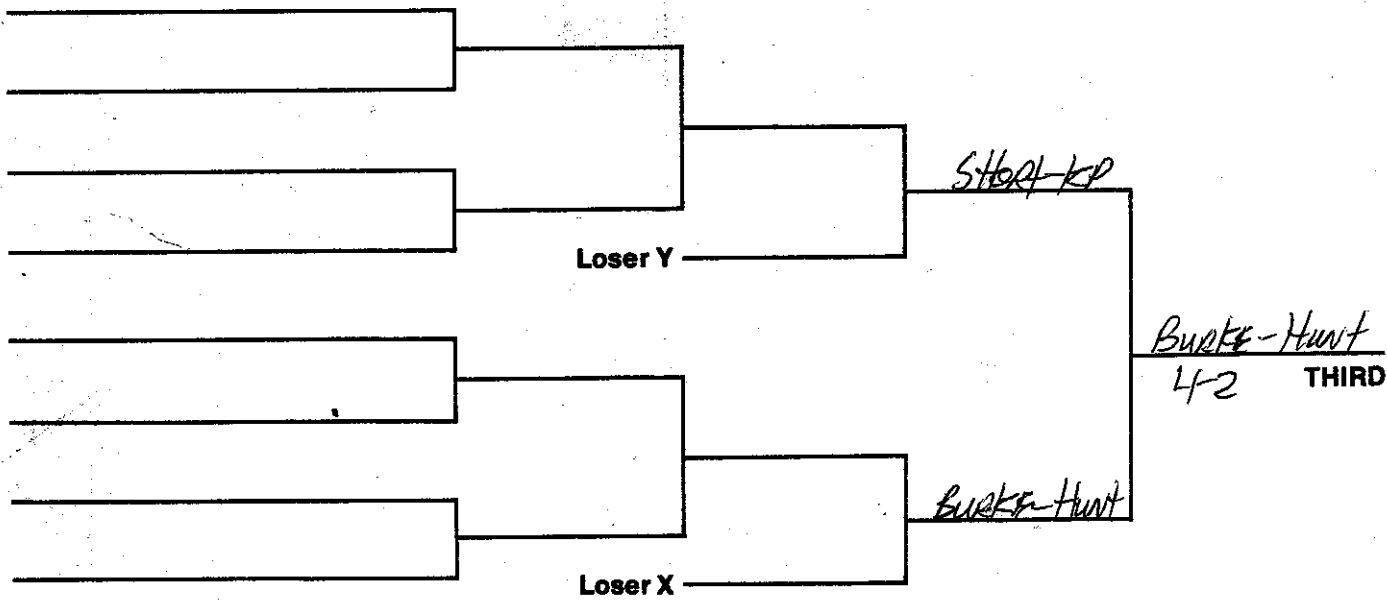 SHORT-KP
Loser Y
BURKE-HUNT
4-2 THIRD
BURKE-HUNT
Loser X